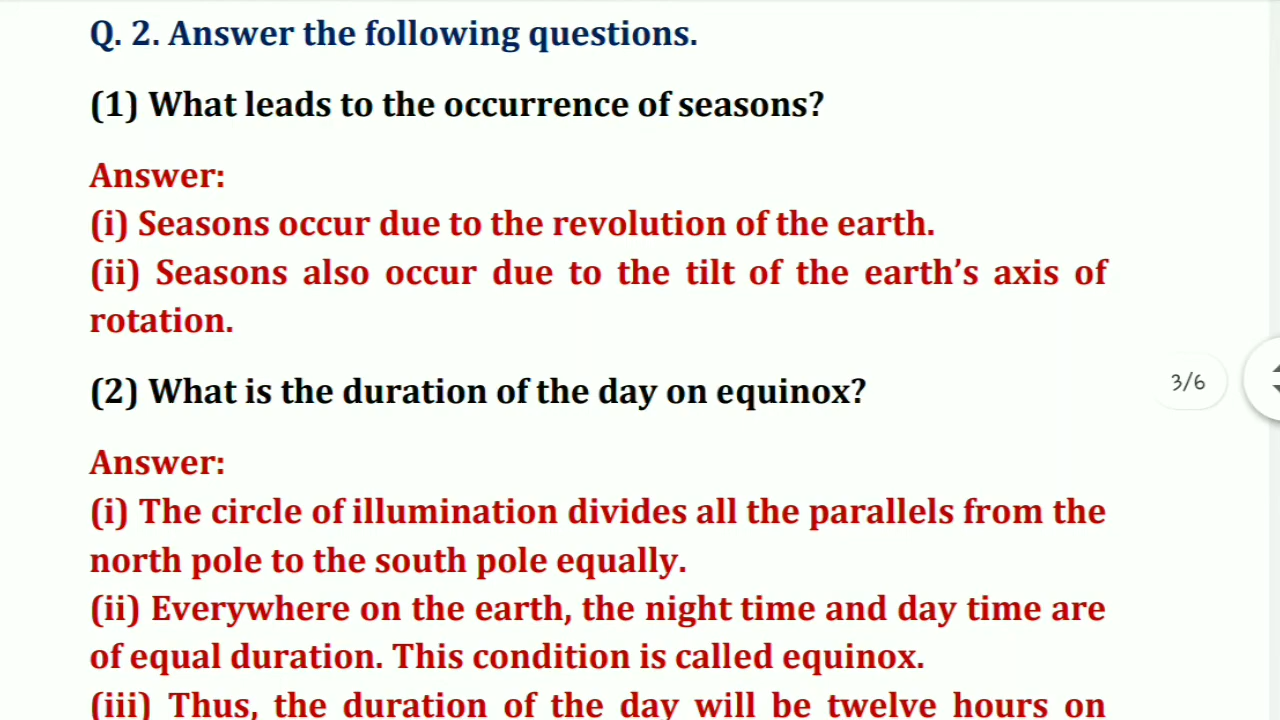 Q. 2. Answer the following questions.
(1) What leads to the occurrence of seasons?
Answer:
(i) Seasons occur due to the revolution of the earth.
(ii) Seasons also occur due to the tilt of the earth’s axis of
rotation.
3/6
(2) What is the duration of the day on equinox?
Answer:
(i) The circle of illumination divides all the parallels from the
north pole to the south pole equally.
(ii) Everywhere on the earth, the night time and day time are
of equal duration. This condition is called equinox.
(iii) Thus, the duration of the day will be twelve hours on